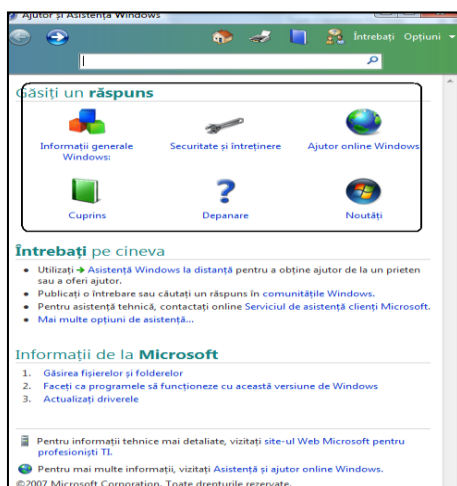 Ajutor și Asistență Windows
Întrebați Opțiuni
Găsiți un răspuns
Informații generale Windows:
Securitate și întreținere
Ajutor online Windows
Cuprins
Depanare
Noutăți
Întrebați pe cineva
Utilizați Asistență Windows la distanță pentru a obține ajutor de la un prieten
sau a oferi ajutor.
Publicați o întrebare sau căutați un răspuns în comunitățile Windows.
Pentru asistență tehnică, contactați online Serviciul de asistență clienți Microsoft.
Mai multe opțiuni de asistență...
Informații de la Microsoft
1. Găsirea fișierelor și folderelor
2. Faceți ca programele să funcționeze cu această versiune de Windows
3. Actualizați driverele
Pentru informații tehnice mai detaliate, vizitați site-ul Web Microsoft pentru
profesioniști TI.
Pentru mai multe informații, vizitați Asistență și ajutor online Windows.
©2007 Microsoft Corporation. Toate drepturile rezervate.